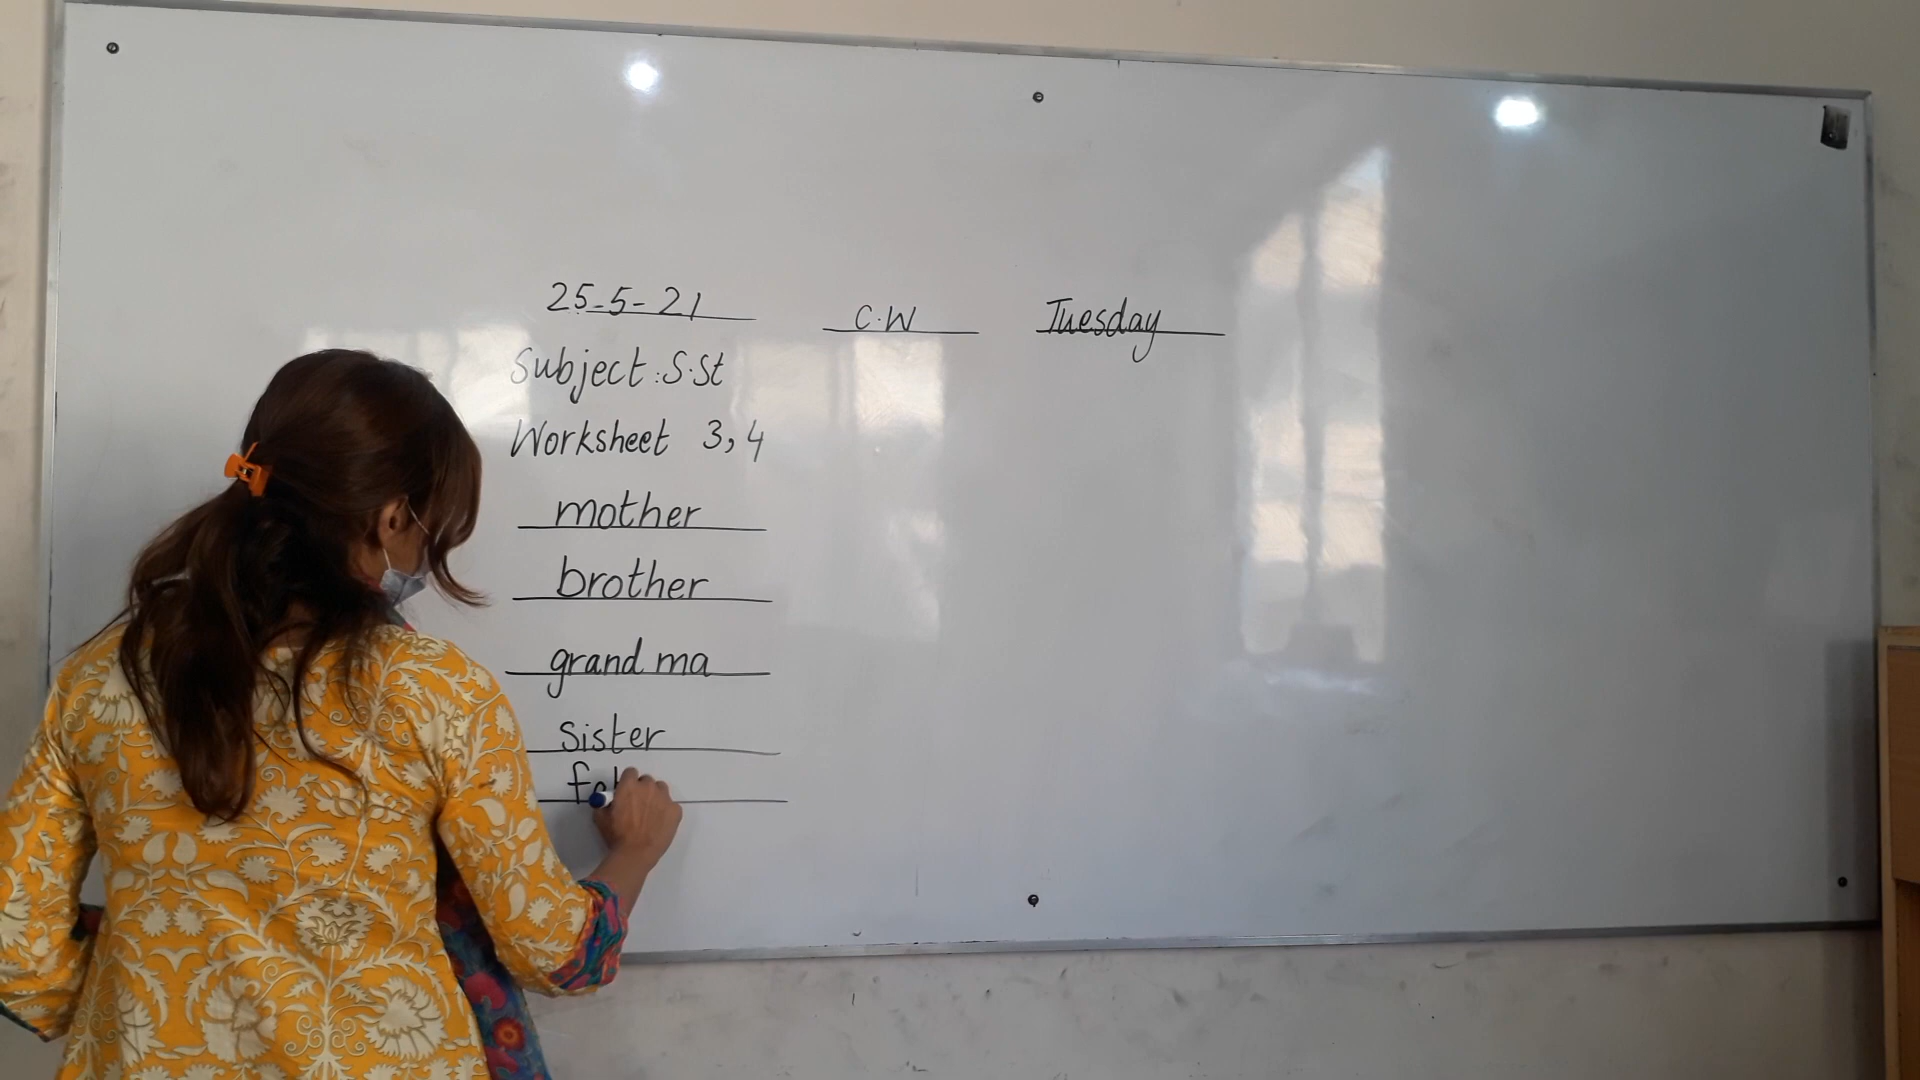 25-5-21 C.W Tuesday
Subject: S.St
Worksheet 3,4
mother
brother
grand ma
sister